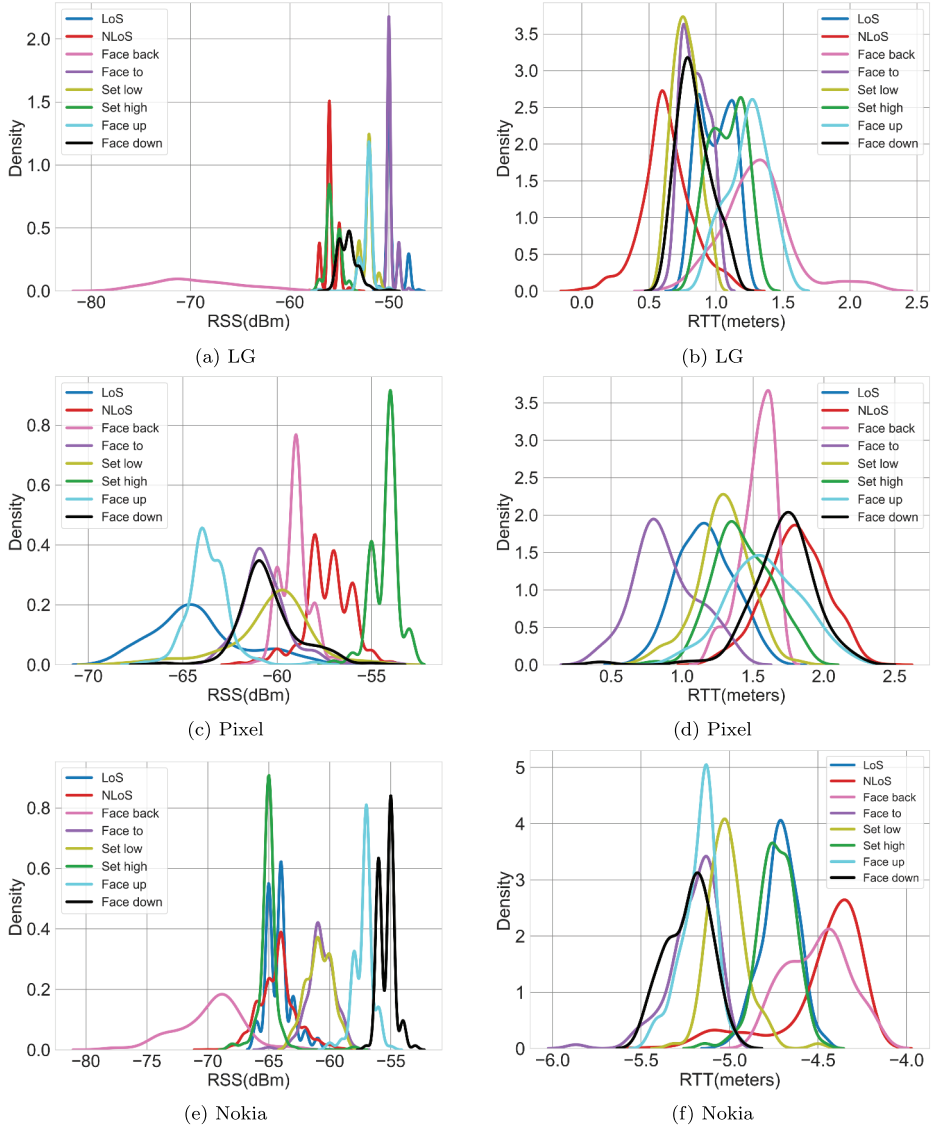 LoS
NLoS
Face back
Face to
Set low
Set high
Face up
Face down
Density
2.0
1.5
1.0
0.5
0.0
−80 −70 −60 −50
RSS(dBm)
(a) LG
LoS
NLoS
Face back
Face to
Set low
Set high
Face up
Face down
Density
3.5
3.0
2.5
2.0
1.5
1.0
0.5
0.0
0.0 0.5 1.0 1.5 2.0 2.5
RTT(meters)
(b) LG
LoS
NLoS
Face back
Face to
Set low
Set high
Face up
Face down
Density
0.8
0.6
0.4
0.2
0.0
−70 −65 −60 −55
RSS(dBm)
(c) Pixel
LoS
NLoS
Face back
Face to
Set low
Set high
Face up
Face down
Density
3.5
3.0
2.5
2.0
1.5
1.0
0.5
0.0
0.5 1.0 1.5 2.0 2.5
RTT(meters)
(d) Pixel
LoS
NLoS
Face back
Face to
Set low
Set high
Face up
Face down
Density
0.8
0.6
0.4
0.2
0.0
−80 −75 −70 −65 −60 −55
RSS(dBm)
(e) Nokia
LoS
NLoS
Face back
Face to
Set low
Set high
Face up
Face down
Density
5
4
3
2
1
0
−6.0 −5.5 −5.0 −4.5 −4.0
RTT(meters)
(f) Nokia